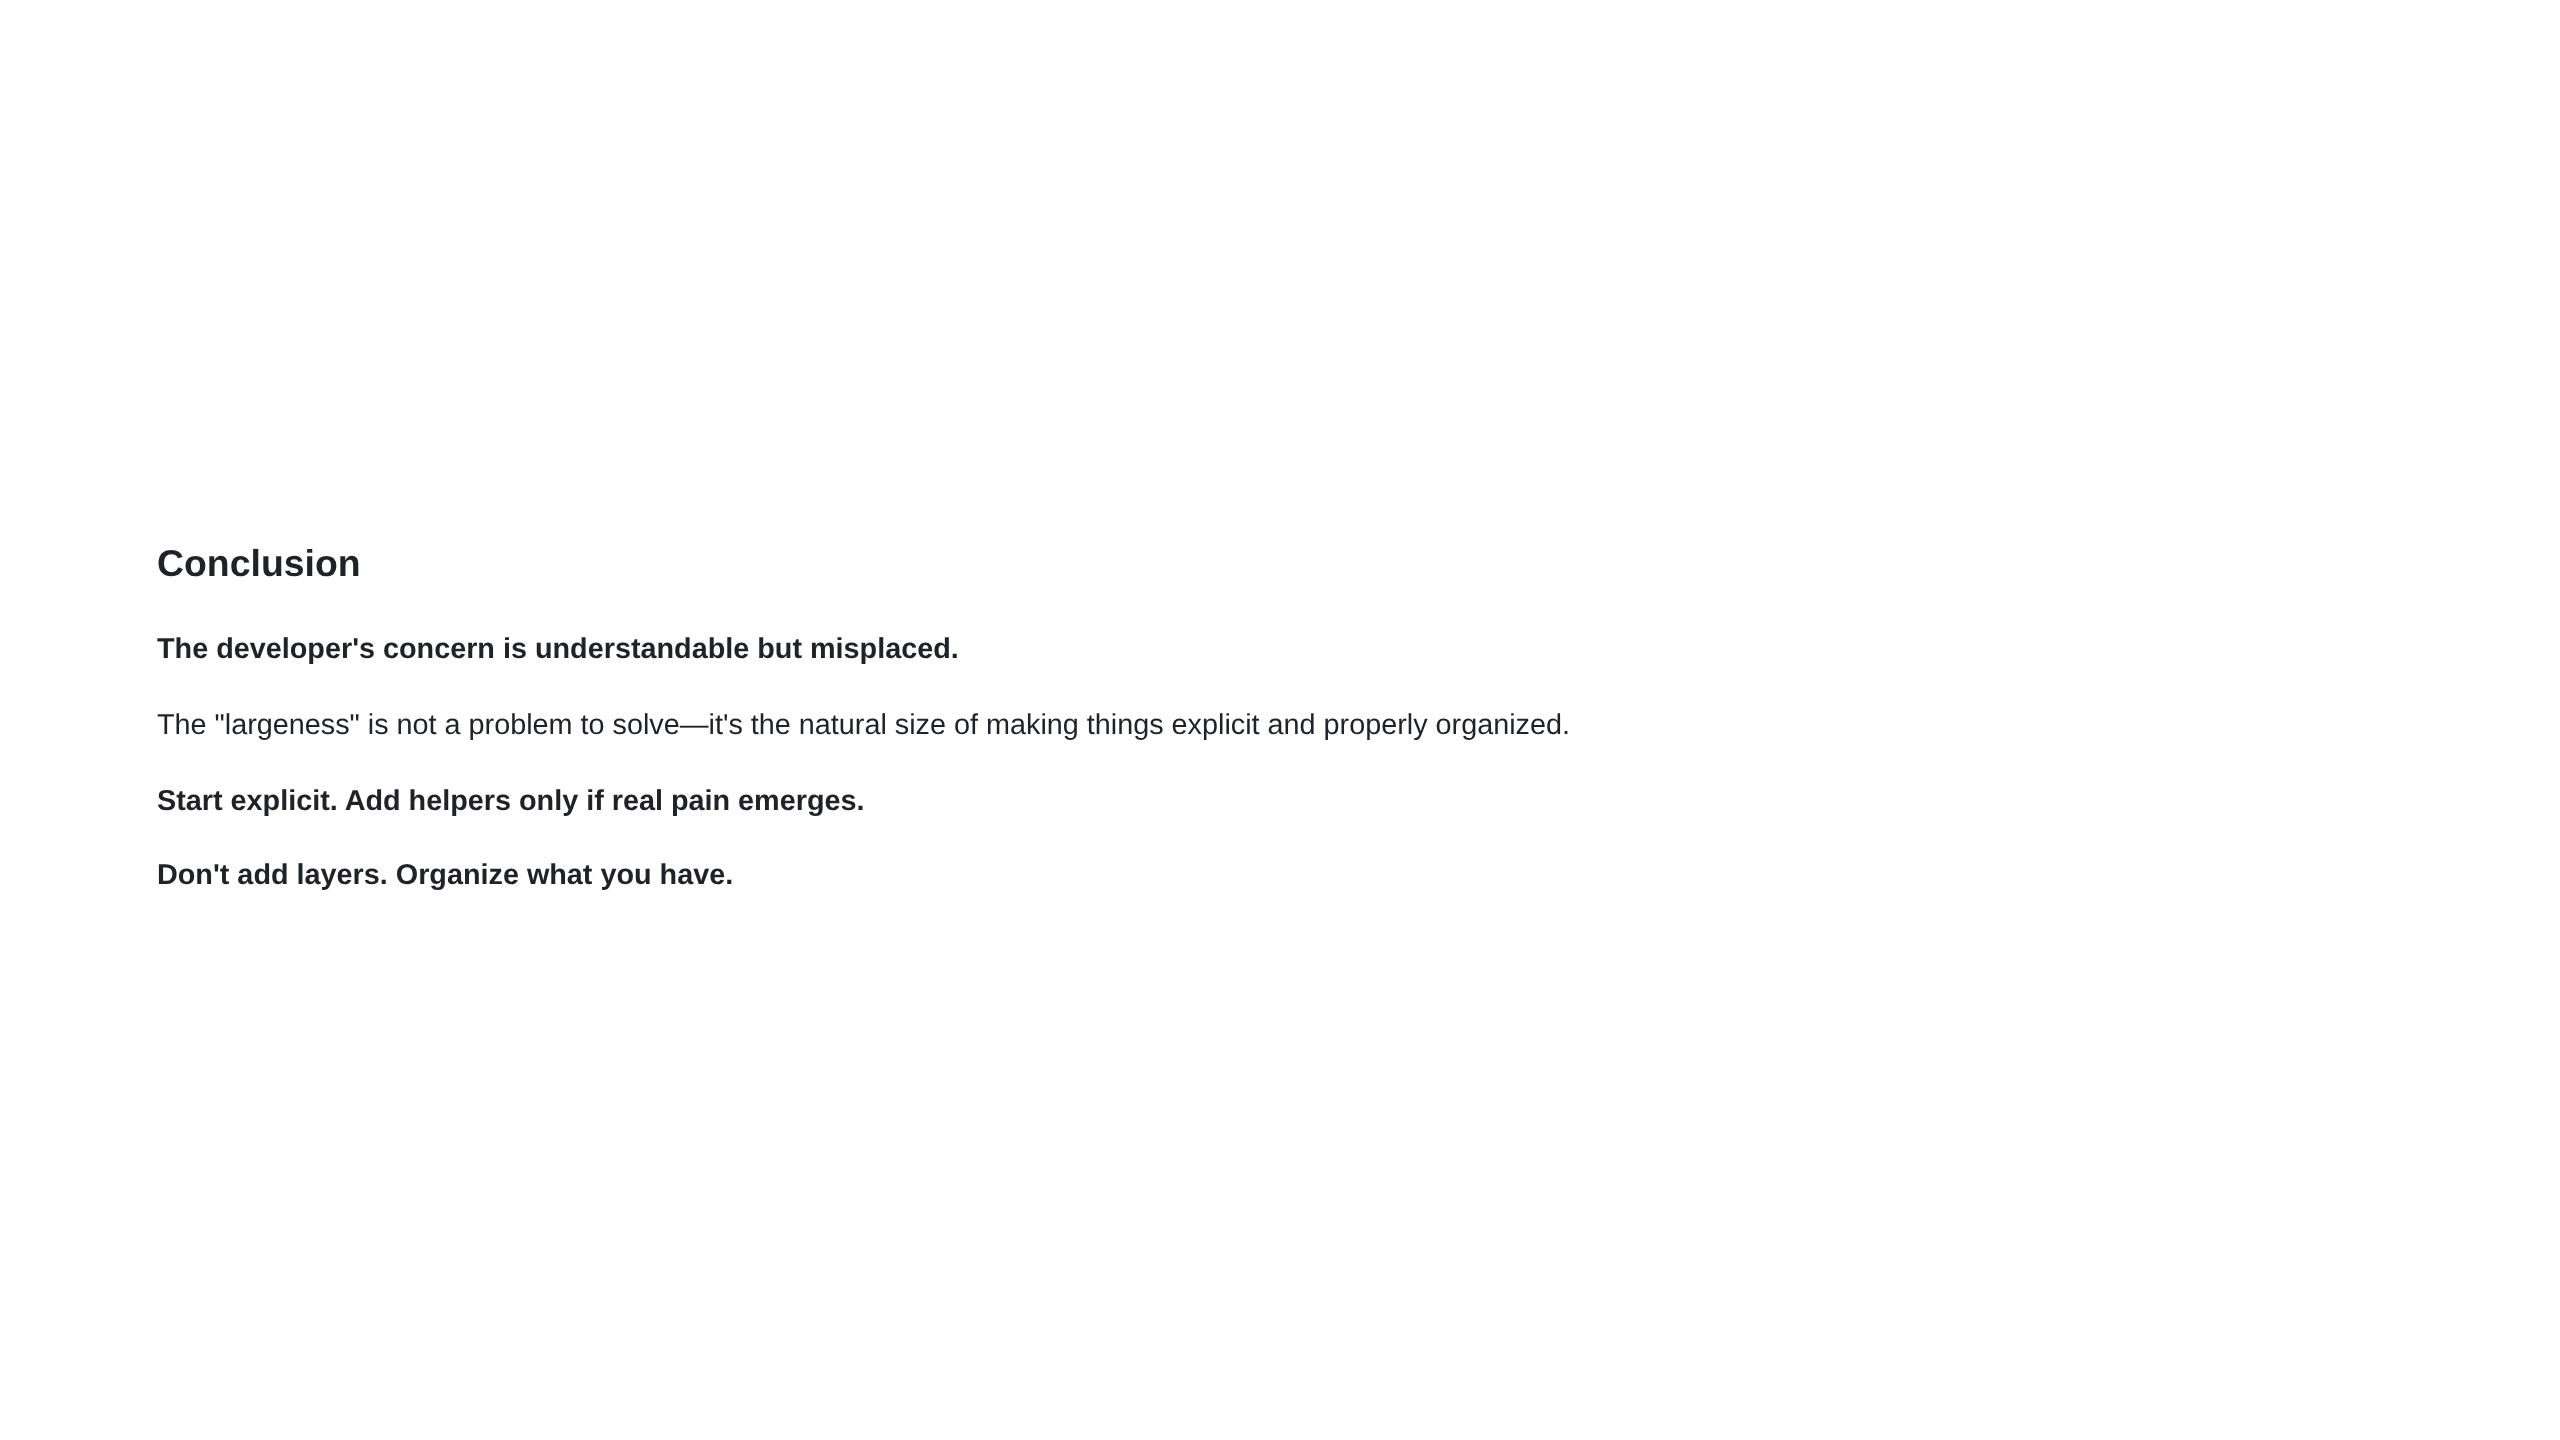 Conclusion
The developer's concern is understandable but misplaced.
The "largeness" is not a problem to solve—it's the natural size of making things explicit and properly organized.
Start explicit. Add helpers only if real pain emerges.
Don't add layers. Organize what you have.